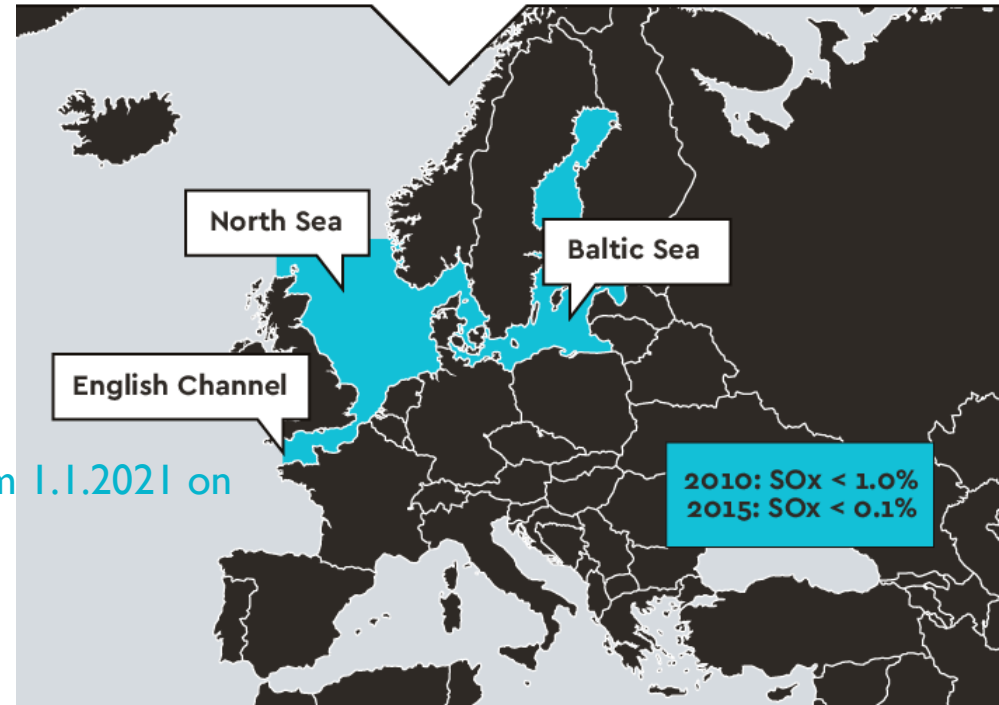 North Sea
Baltic Sea
English Channel
1.1.2021 on
2010: SOx < 1.0%
2015: SOx < 0.1%